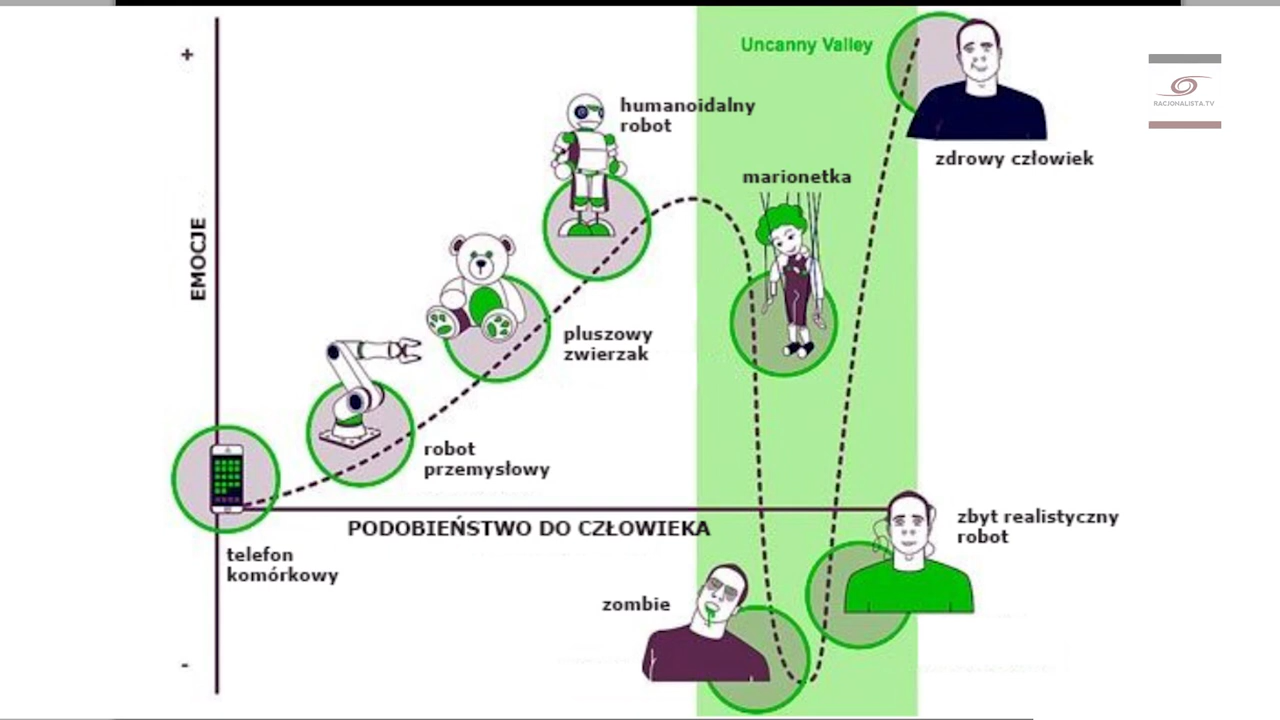 +
Uncanny Valley
RACJONALISTA.TV
humanoidalny
robot
zdrowy człowiek
marionetka
EMOCJE
pluszowy
zwierzak
robot
przemysłowy
PODOBIEŃSTWO DO CZŁOWIEKA
zbyt realistyczny
robot
telefon
komórkowy
zombie
-